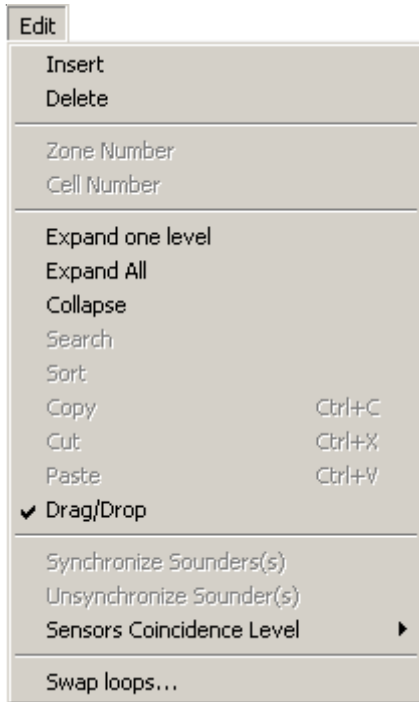 Edit
Insert
Delete
Zone Number
Cell Number
Expand one level
Expand All
Collapse
Search
Sort
Copy Ctrl+C
Cut Ctrl+X
Paste Ctrl+V
Drag/Drop
Synchronize Sounders(s)
Unsynchronize Sounder(s)
Sensors Coincidence Level
Swap loops...